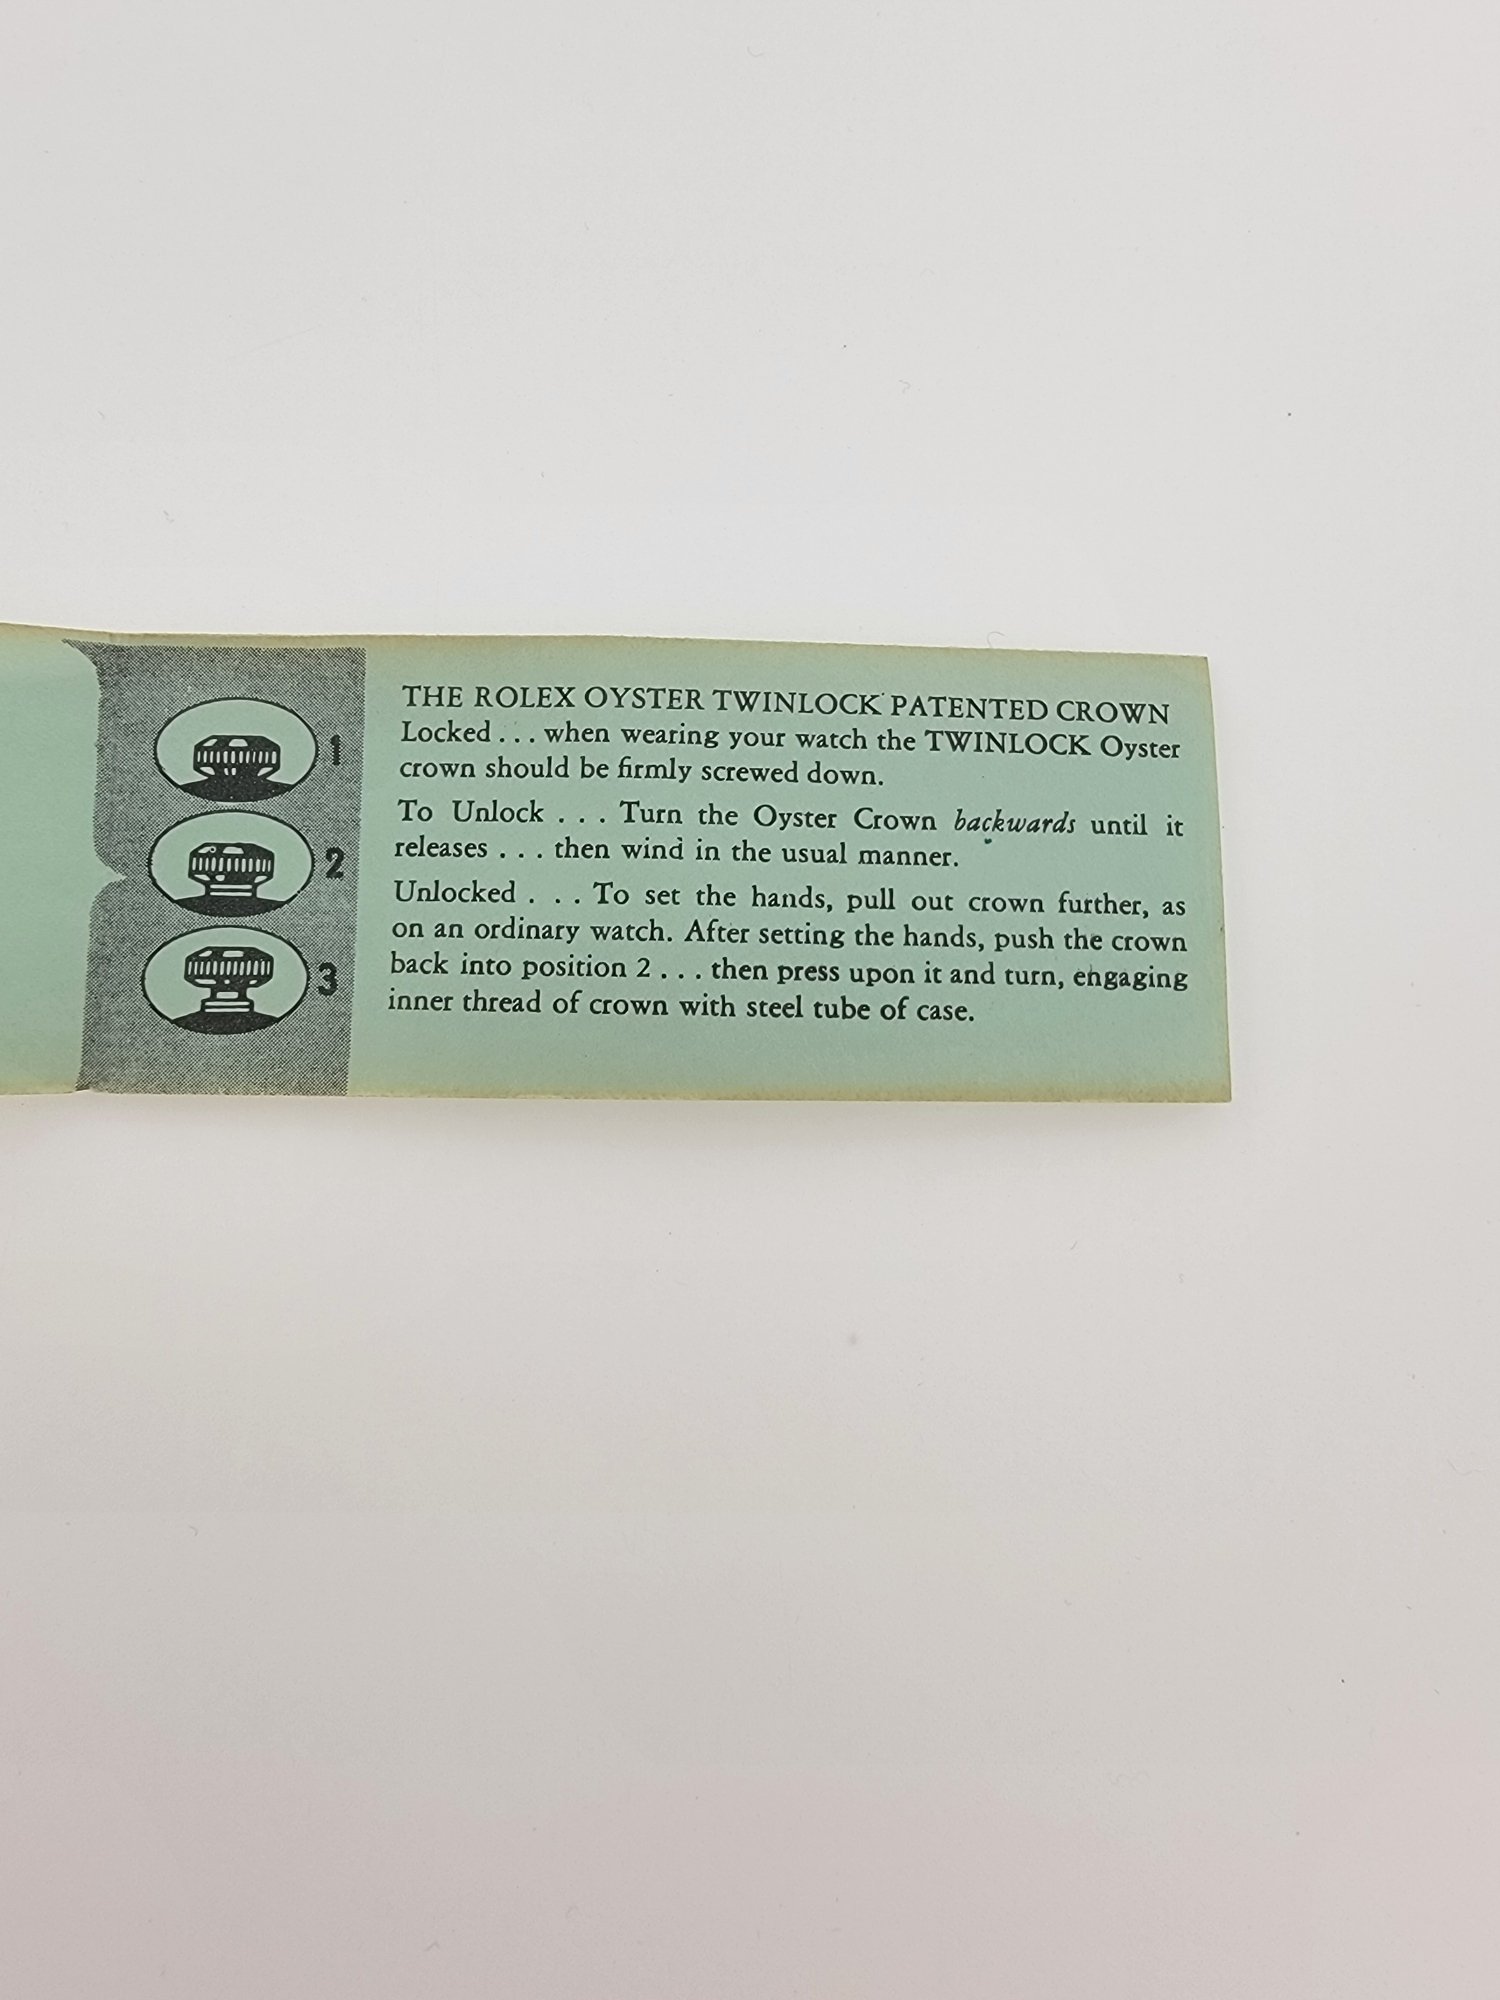 1
2
3
THE ROLEX OYSTER TWINLOCK PATENTED CROWN
Locked . . . when wearing your watch the TWINLOCK Oyster
crown should be firmly screwed down.
To Unlock . . . Turn the Oyster Crown backwards until it
releases . . . then wind in the usual manner.
Unlocked . . . To set the hands, pull out crown further, as
on an ordinary watch. After setting the hands, push the crown
back into position 2 . . . then press upon it and turn, engaging
inner thread of crown with steel tube of case.